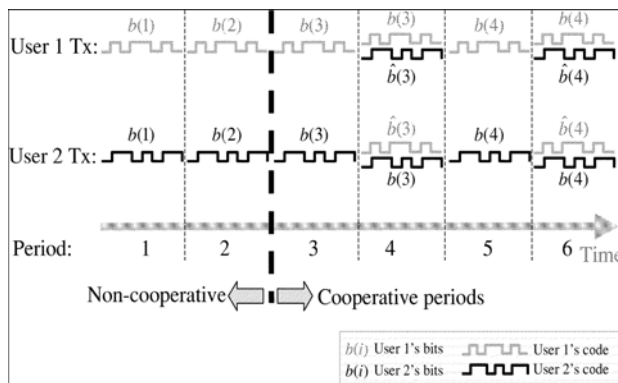 b(1) b(2) b(3) b(3) b(4) b(4)
User 1 Tx:
b̂(3) b̂(4)
b(1) b(2) b(3) b̂(3) b(4) b̂(4)
User 2 Tx:
b(3) b(4)
Period: 1 2 3 4 5 6 Time
Non-cooperative Cooperative periods
b(i) User 1's bits User 1's code
b(i) User 2's bits User 2's code